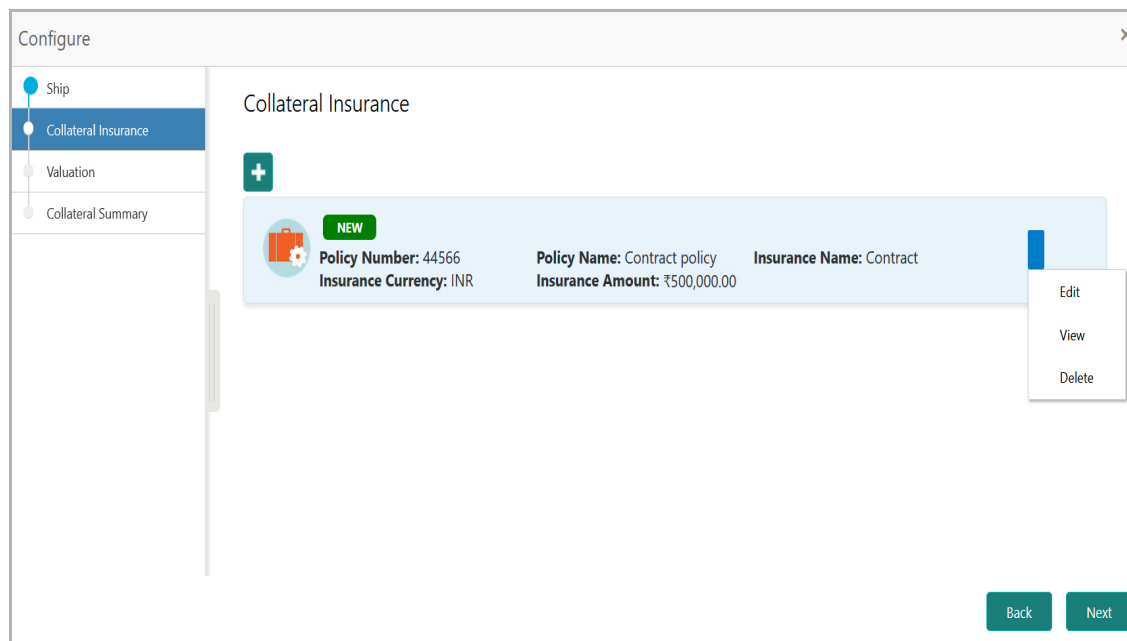 Configure
×
Ship
Collateral Insurance
Valuation
Collateral Summary
Collateral Insurance
NEW
Policy Number: 44566 Policy Name: Contract policy Insurance Name: Contract
Insurance Currency: INR Insurance Amount: ₹500,000.00
Edit
View
Delete
Back Next